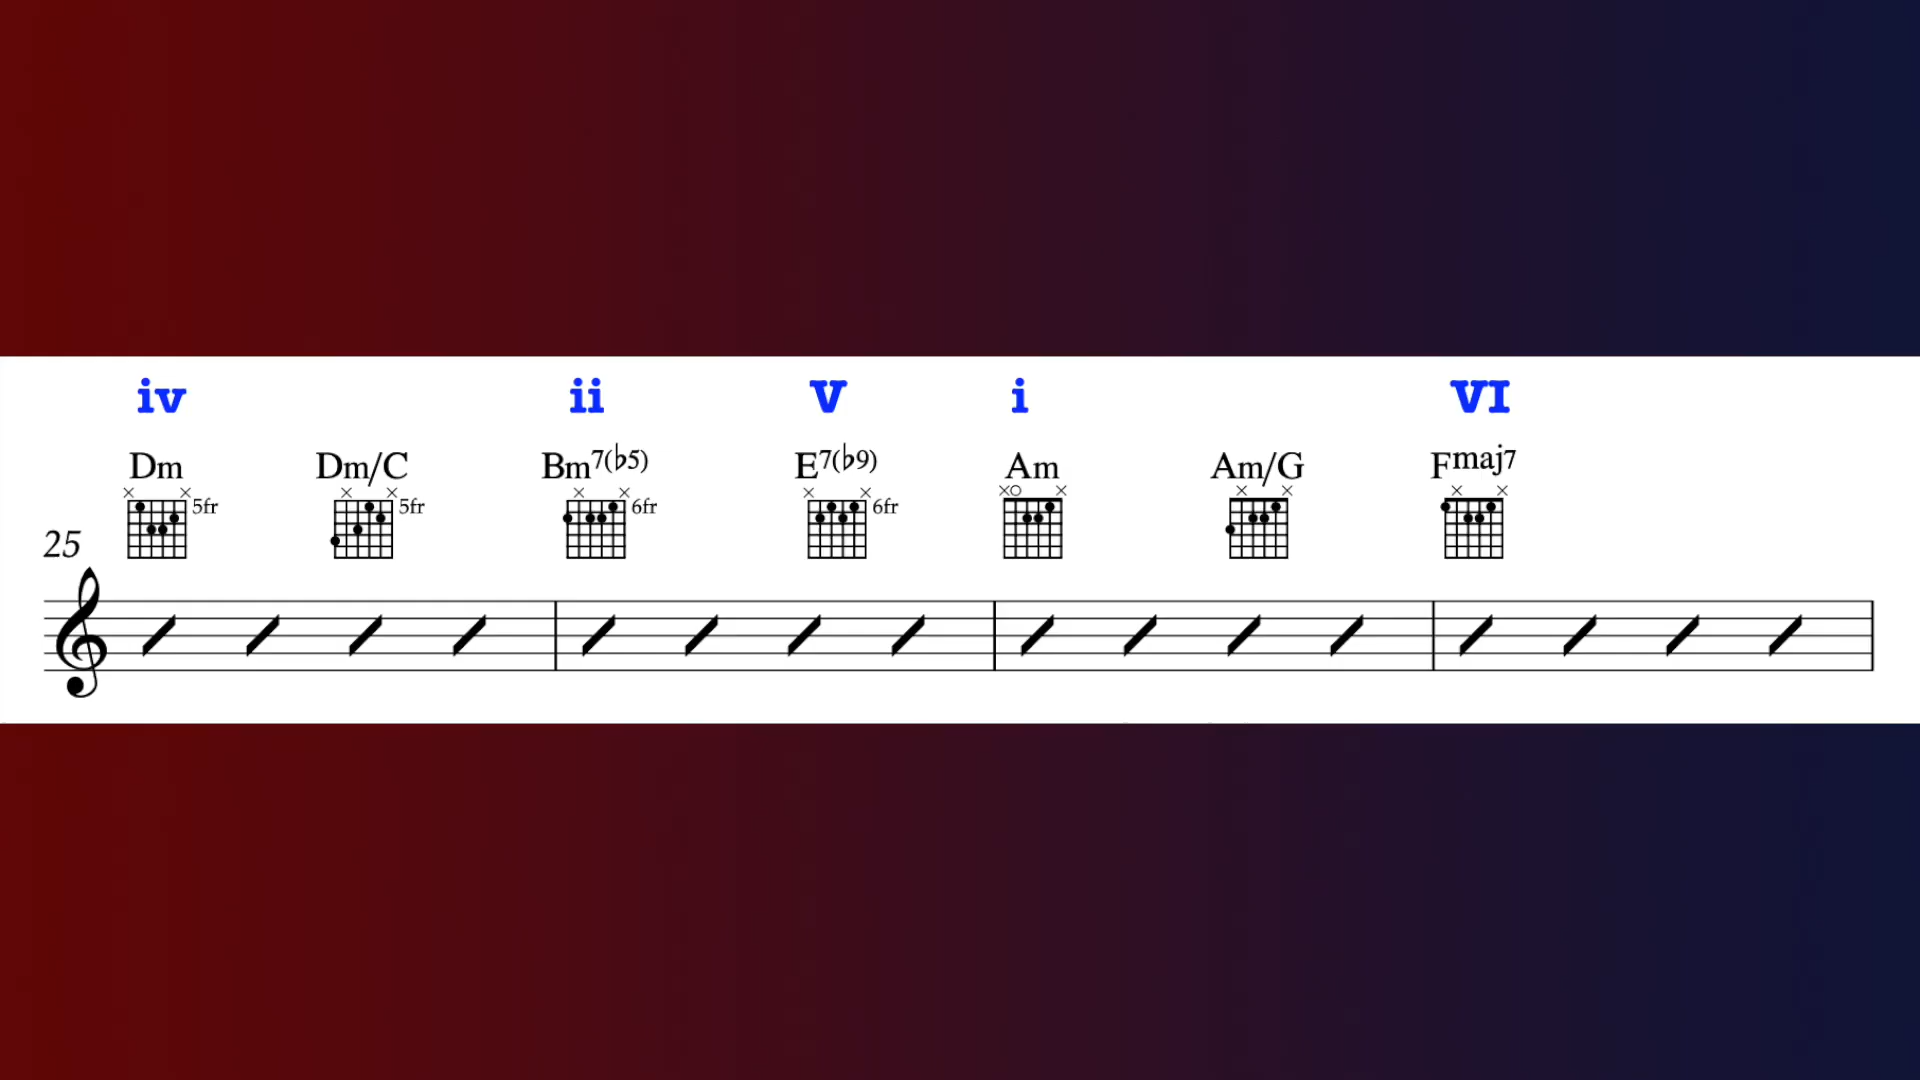 iv ii V i VI
Dm Dm/C Bm7(♭5) E7(♭9) Am Am/G Fmaj7
5fr 5fr 6fr 6fr
25